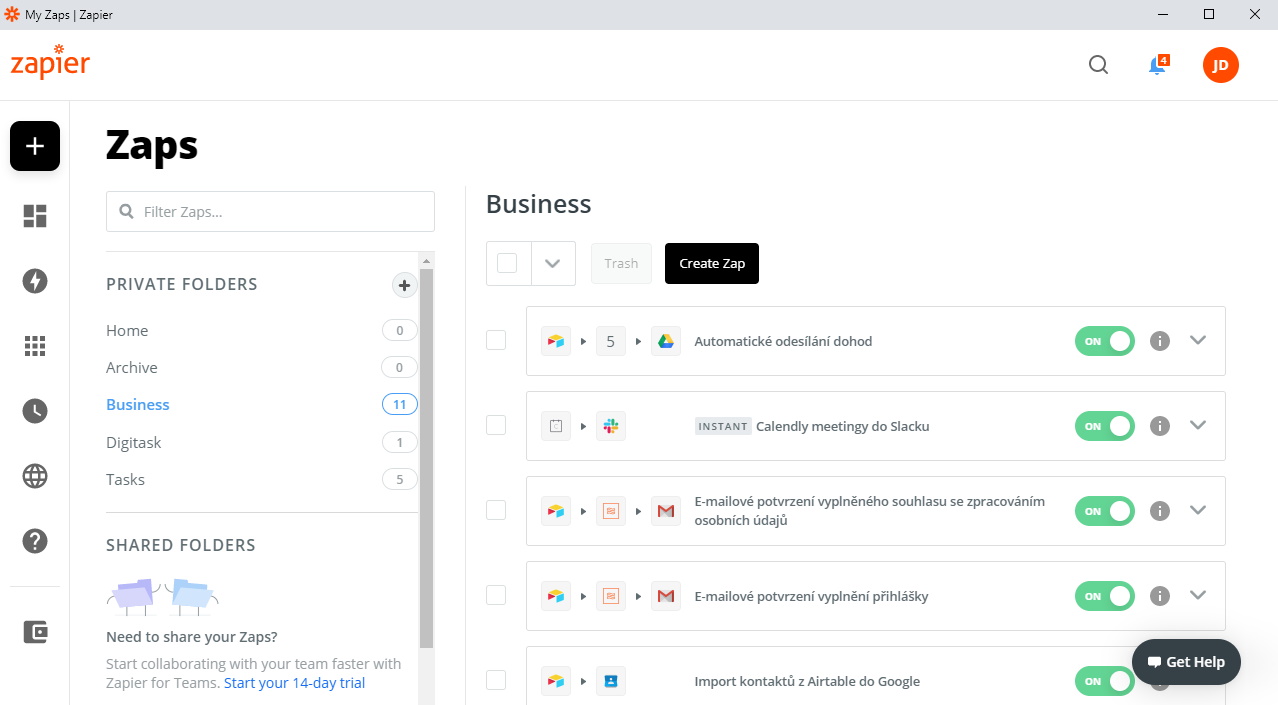 My Zaps | Zapier
zapier
4
JD
Zaps
Filter Zaps...
PRIVATE FOLDERS
Home 0
Archive 0
Business 11
Digitask 1
Tasks 5
SHARED FOLDERS
Need to share your Zaps?
Start collaborating with your team faster with
Zapier for Teams. Start your 14-day trial
Business
Trash
Create Zap
5 Automatické odesílání dohod ON
INSTANT Calendly meetingy do Slacku ON
E-mailové potvrzení vyplněného souhlasu se zpracováním
osobních údajů ON
E-mailové potvrzení vyplnění přihlášky ON
Import kontaktů z Airtable do Google ON
Get Help